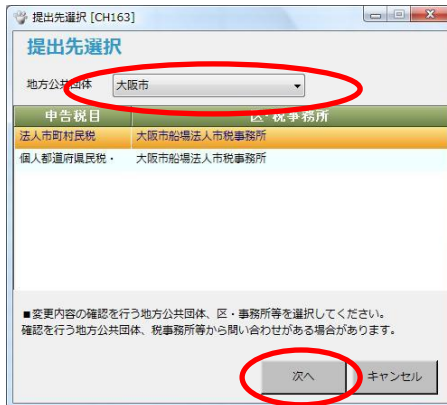 提出先選択 [CH163]
提出先選択
地方公共団体 大阪市
申告税目 区・税事務所
法人市町村民税 大阪市船場法人市税事務所
個人都道府県民税・ 大阪市船場法人市税事務所
■変更内容の確認を行う地方公共団体、区・事務所等を選択してください。
確認を行う地方公共団体、税事務所等から問い合わせがある場合があります。
次へ キャンセル